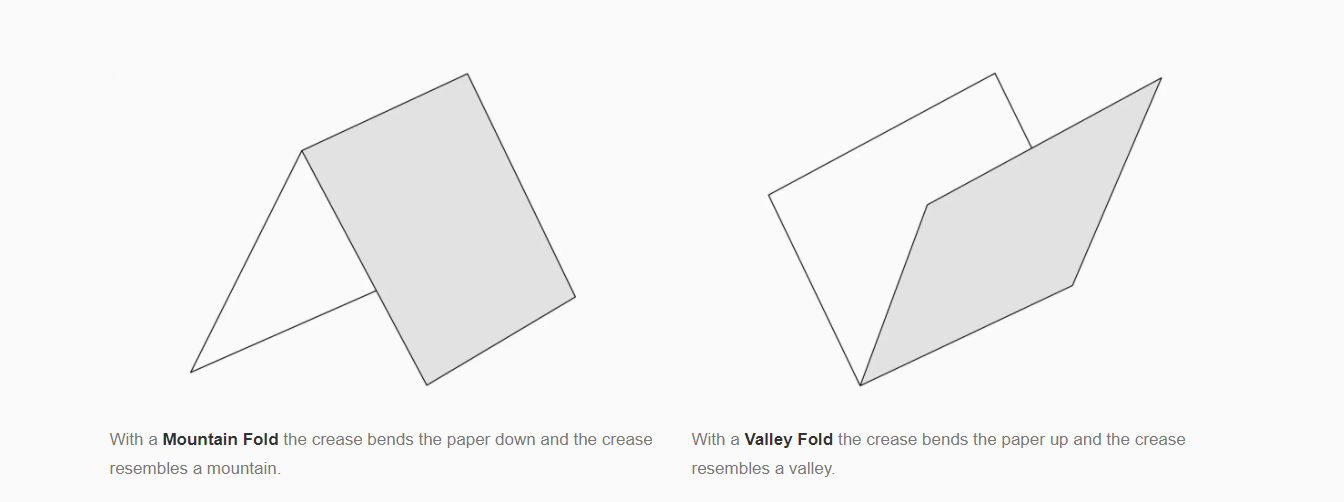 With a Mountain Fold the crease bends the paper down and the crease
resembles a mountain.
With a Valley Fold the crease bends the paper up and the crease
resembles a valley.